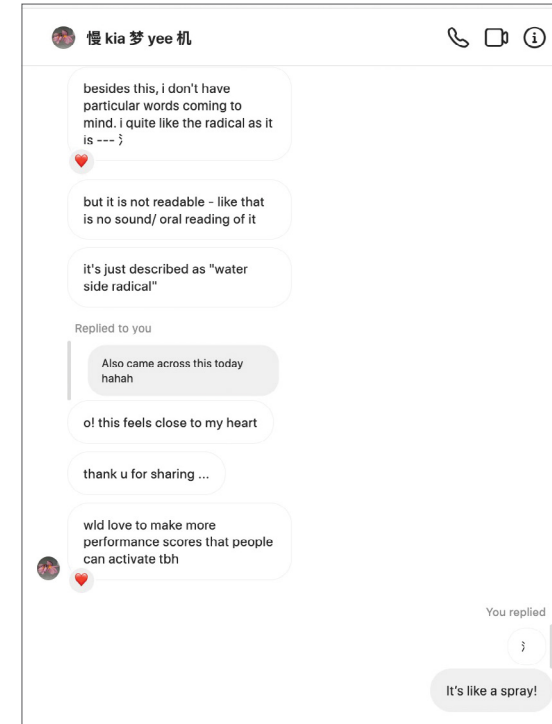 慢 kia 梦 yee 机
besides this, i don't have
particular words coming to
mind. i quite like the radical as it
is --- 氵
but it is not readable - like that
is no sound/ oral reading of it
it's just described as "water
side radical"
Replied to you
Also came across this today
hahah
o! this feels close to my heart
thank u for sharing ...
wld love to make more
performance scores that people
can activate tbh
You replied
氵
It's like a spray!